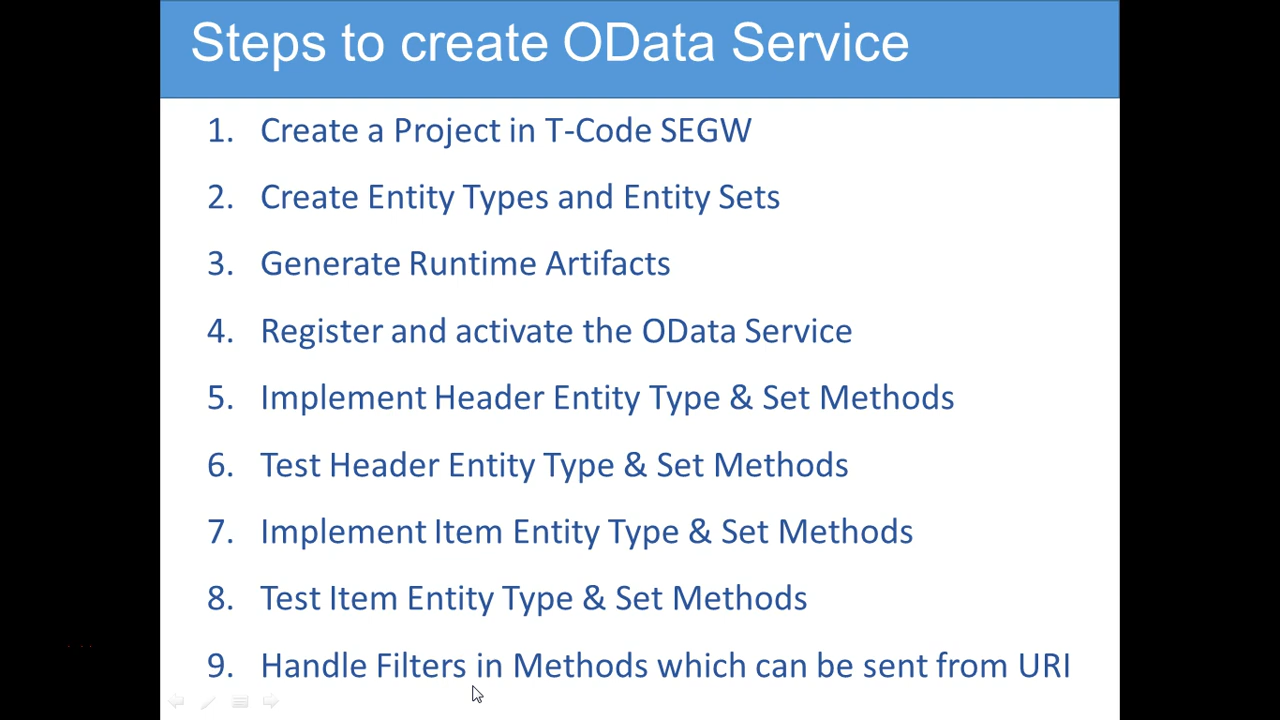 Steps to create OData Service
1. Create a Project in T-Code SEGW
2. Create Entity Types and Entity Sets
3. Generate Runtime Artifacts
4. Register and activate the OData Service
5. Implement Header Entity Type & Set Methods
6. Test Header Entity Type & Set Methods
7. Implement Item Entity Type & Set Methods
8. Test Item Entity Type & Set Methods
9. Handle Filters in Methods which can be sent from URI